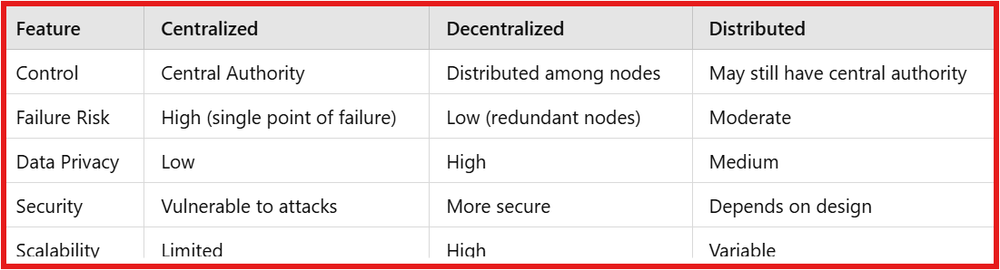 Feature Centralized Decentralized Distributed
Control Central Authority Distributed among nodes May still have central authority
Failure Risk High (single point of failure) Low (redundant nodes) Moderate
Data Privacy Low High Medium
Security Vulnerable to attacks More secure Depends on design
Scalability Limited High Variable